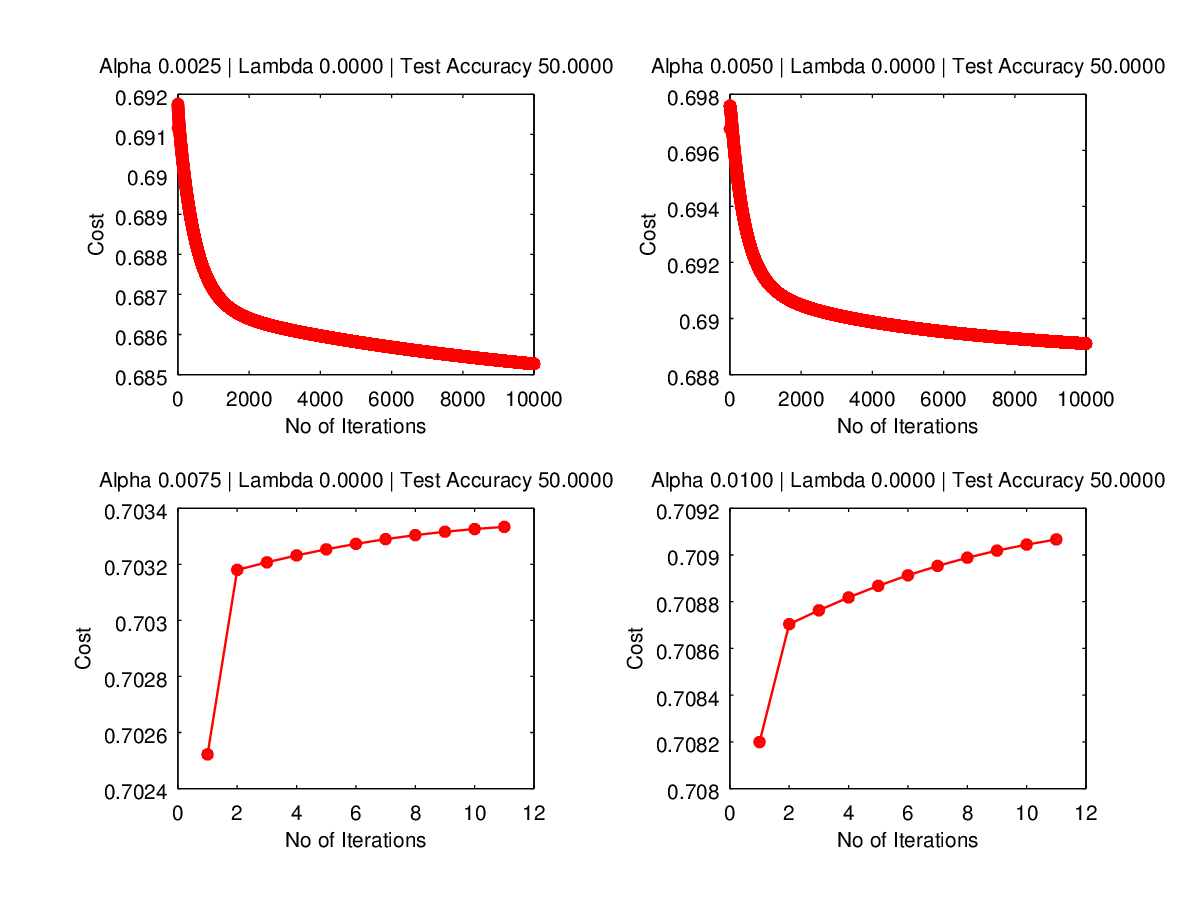 Alpha 0.0025 | Lambda 0.0000 | Test Accuracy 50.0000
0.692
0.691
0.69
0.689
0.688
0.687
0.686
0.685
Cost
0 2000 4000 6000 8000 10000
No of Iterations
Alpha 0.0050 | Lambda 0.0000 | Test Accuracy 50.0000
0.698
0.696
0.694
0.692
0.69
0.688
Cost
0 2000 4000 6000 8000 10000
No of Iterations
Alpha 0.0075 | Lambda 0.0000 | Test Accuracy 50.0000
0.7034
0.7032
0.703
0.7028
0.7026
0.7024
Cost
0 2 4 6 8 10 12
No of Iterations
Alpha 0.0100 | Lambda 0.0000 | Test Accuracy 50.0000
0.7092
0.709
0.7088
0.7086
0.7084
0.7082
0.708
Cost
0 2 4 6 8 10 12
No of Iterations